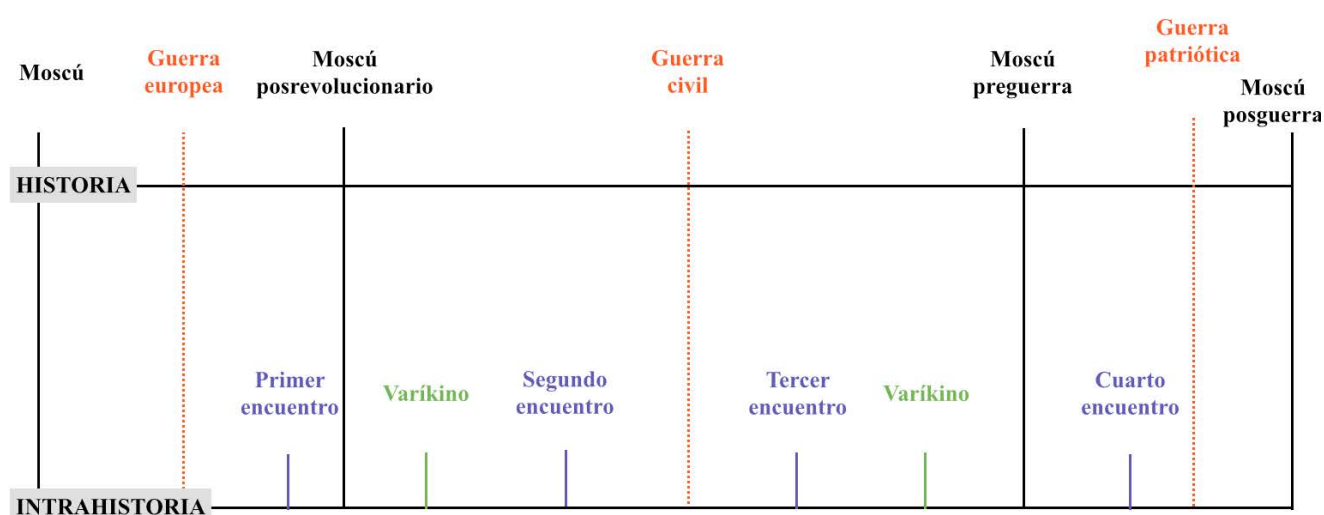 Moscú
Guerra
europea
Moscú
posrevolucionario
Guerra
civil
Moscú
preguerra
Guerra
patriótica
Moscú
posguerra
HISTORIA
Primer
encuentro
Varíkino
Segundo
encuentro
Tercer
encuentro
Varíkino
Cuarto
encuentro
INTRAHISTORIA